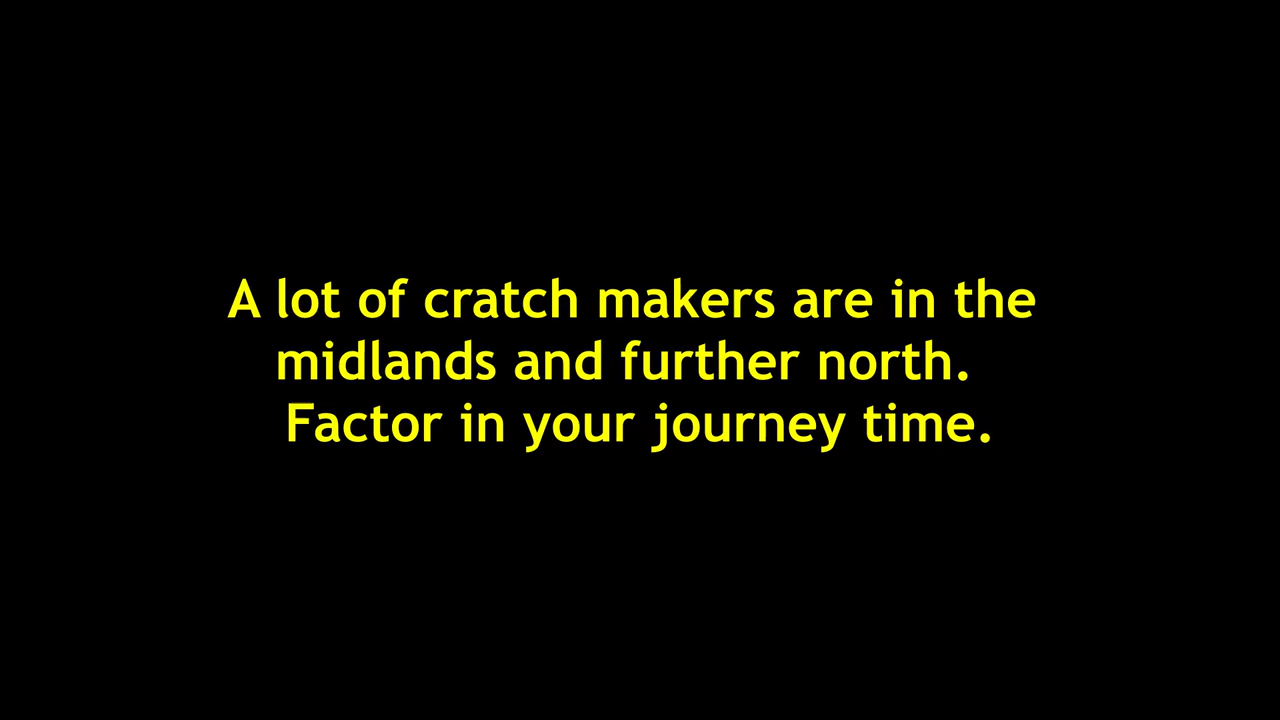 A lot of cratch makers are in the
midlands and further north.
Factor in your journey time.